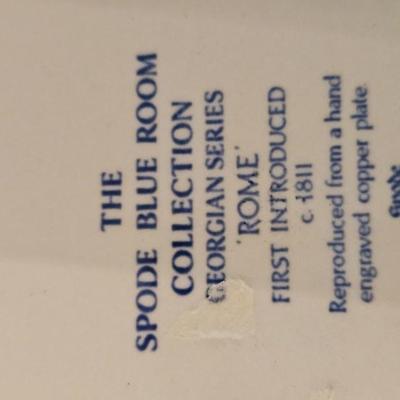 THE
SPODE BLUE ROOM
COLLECTION
GEORGIAN SERIES
'ROME'
FIRST INTRODUCED
c.1811
Reproduced from a hand
engraved copper plate